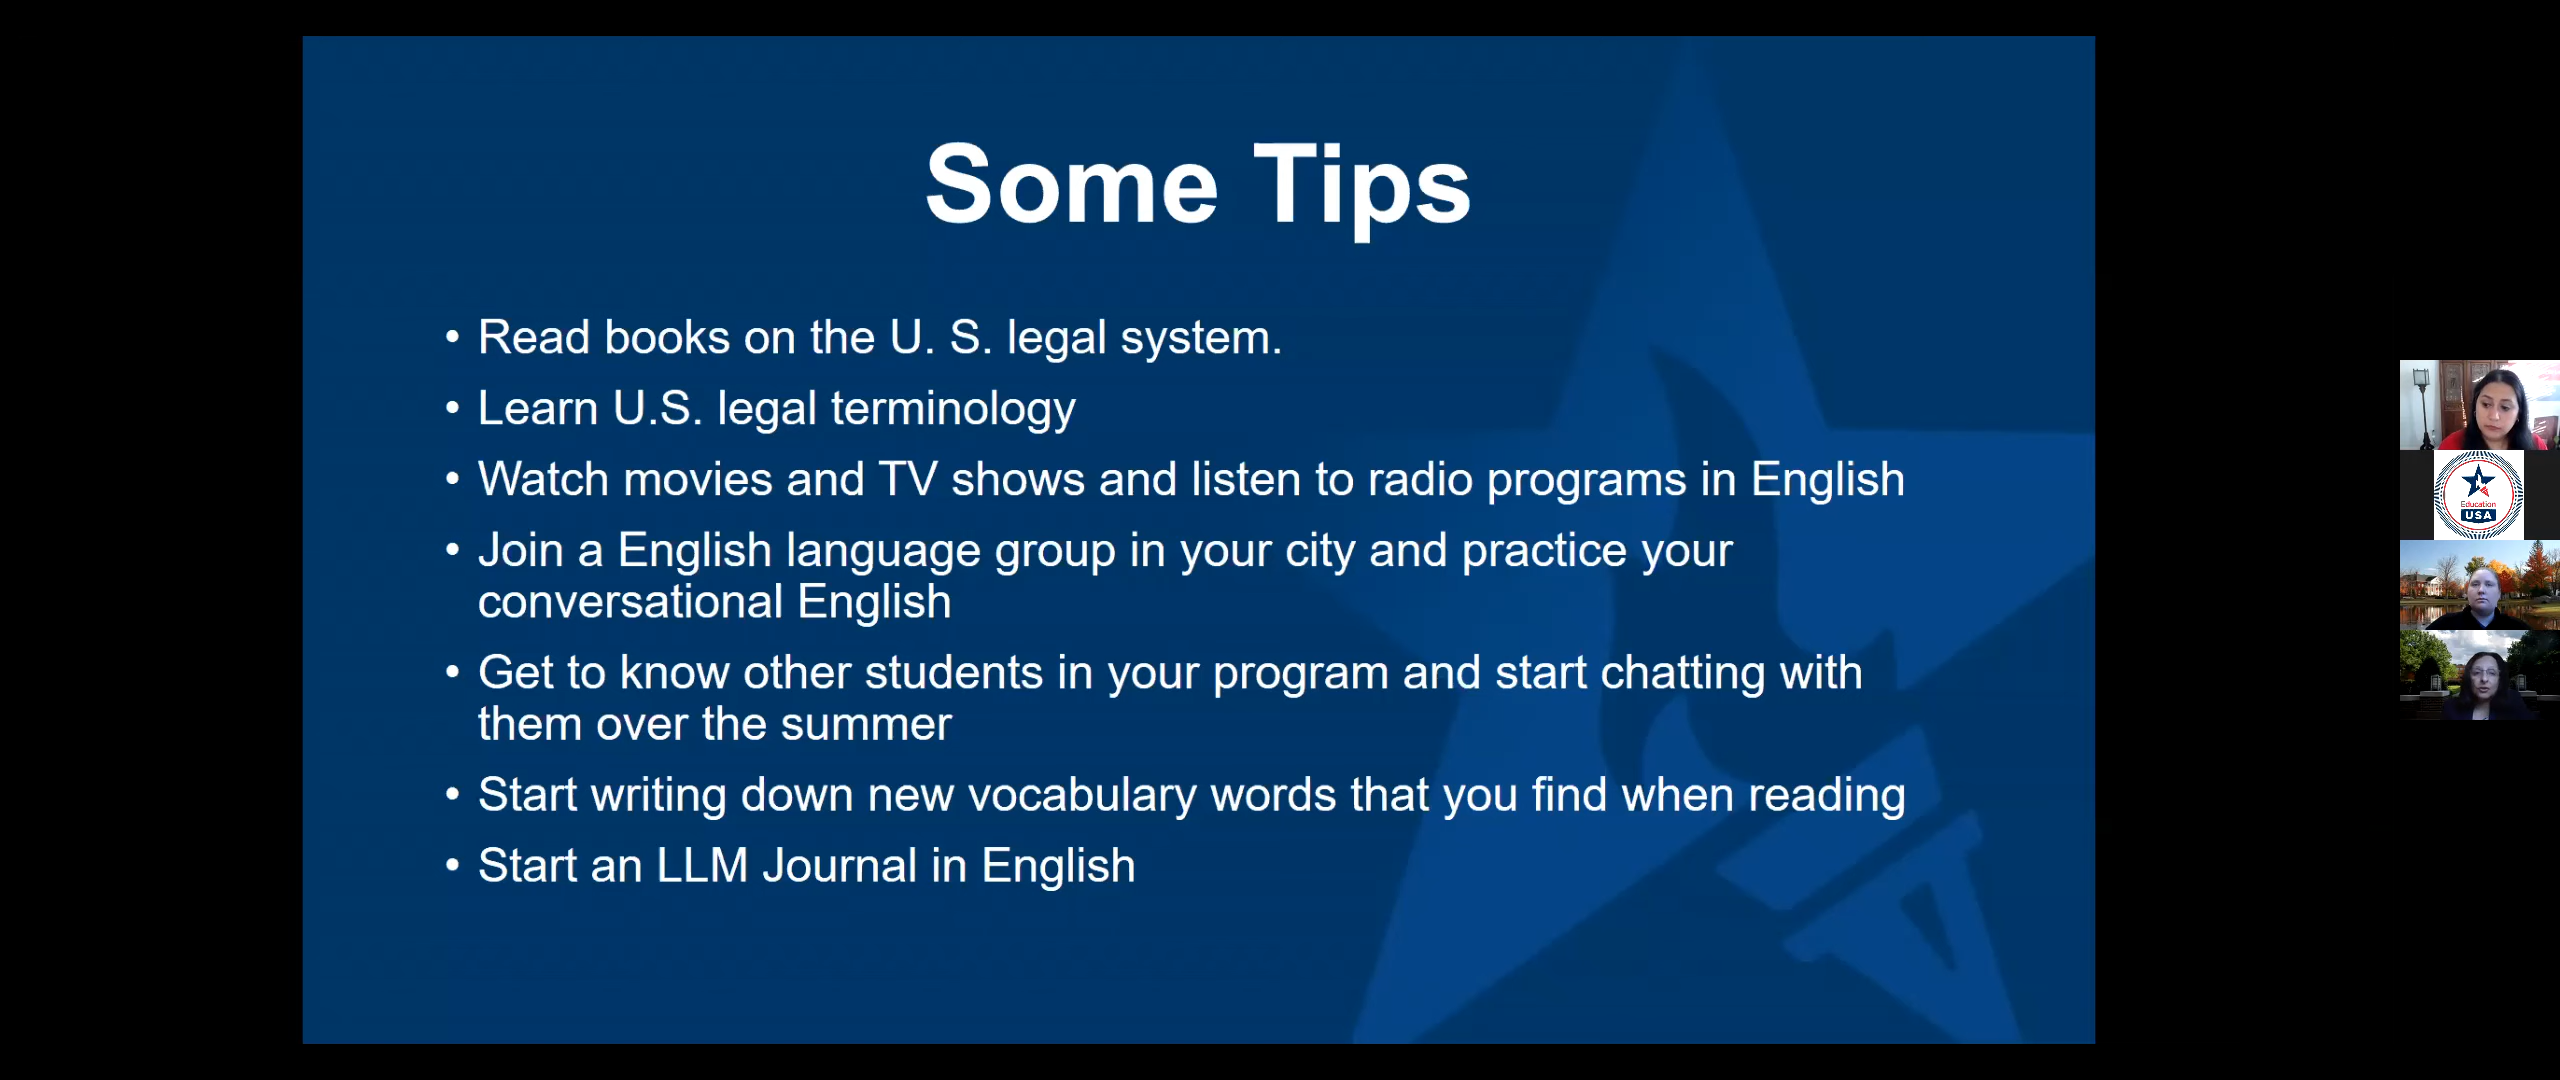 Some Tips
• Read books on the U. S. legal system.
• Learn U.S. legal terminology
• Watch movies and TV shows and listen to radio programs in English
• Join a English language group in your city and practice your
conversational English
• Get to know other students in your program and start chatting with
them over the summer
• Start writing down new vocabulary words that you find when reading
• Start an LLM Journal in English
Education
USA